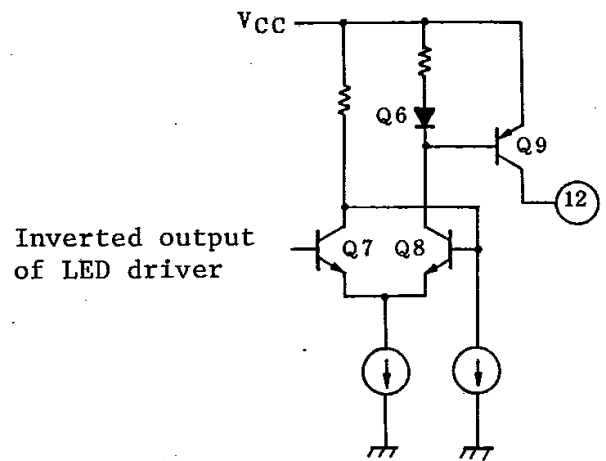 VCC
Q6
Q9
12
Inverted output
of LED driver
Q7
Q8